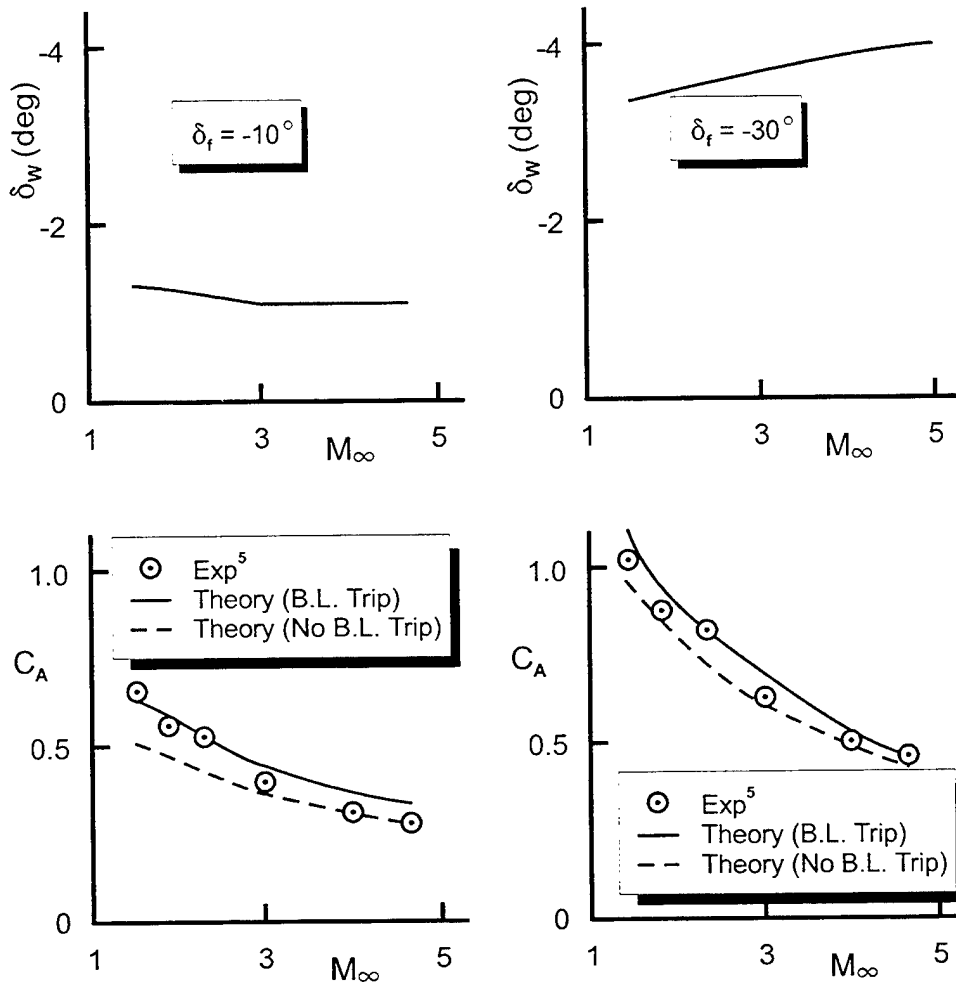 -4
-2
0
δw (deg)
δf = -10°
1 3 5
M∞
-4
-2
0
δw (deg)
δf = -30°
1 3 5
M∞
1.0
0.5
0
CA
Exp5
Theory (B.L. Trip)
Theory (No B.L. Trip)
1 3 5
M∞
1.0
0.5
0
CA
Exp5
Theory (B.L. Trip)
Theory (No B.L. Trip)
1 3 5
M∞